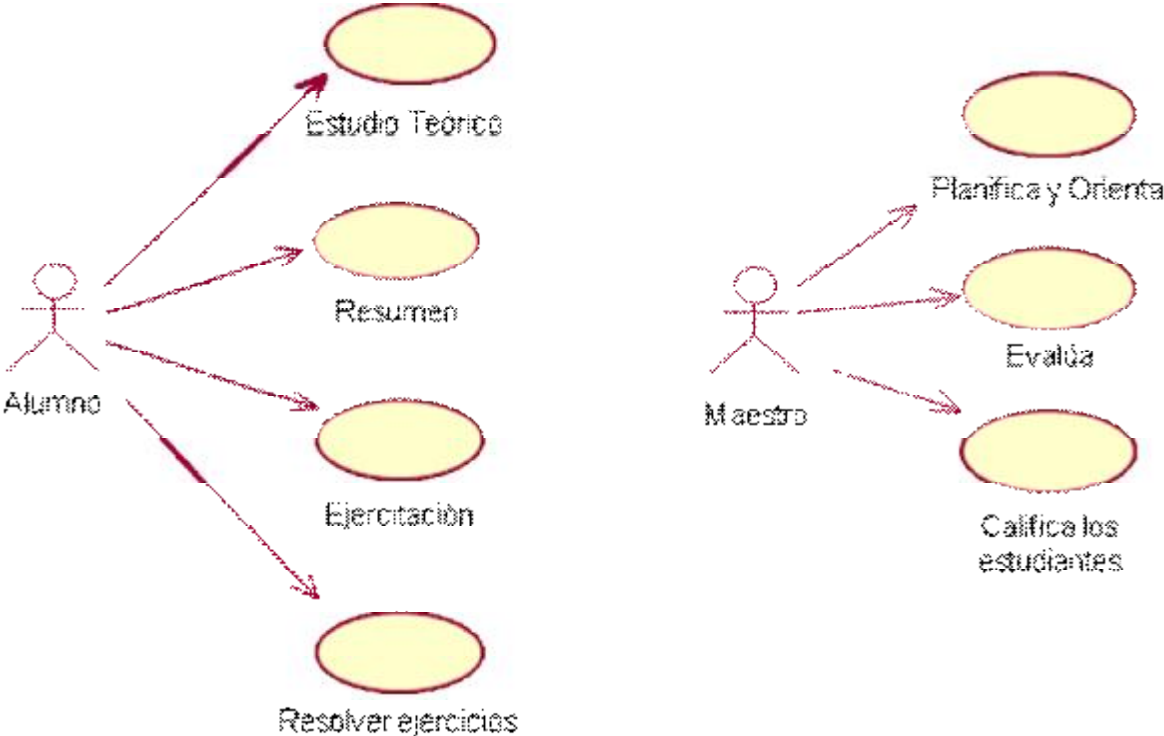 Estudio Teórico
Resumen
Alumno
Ejercitación
Resolver ejercicios
Planifica y Orienta
Evalúa
Maestro
Califica los
estudiantes